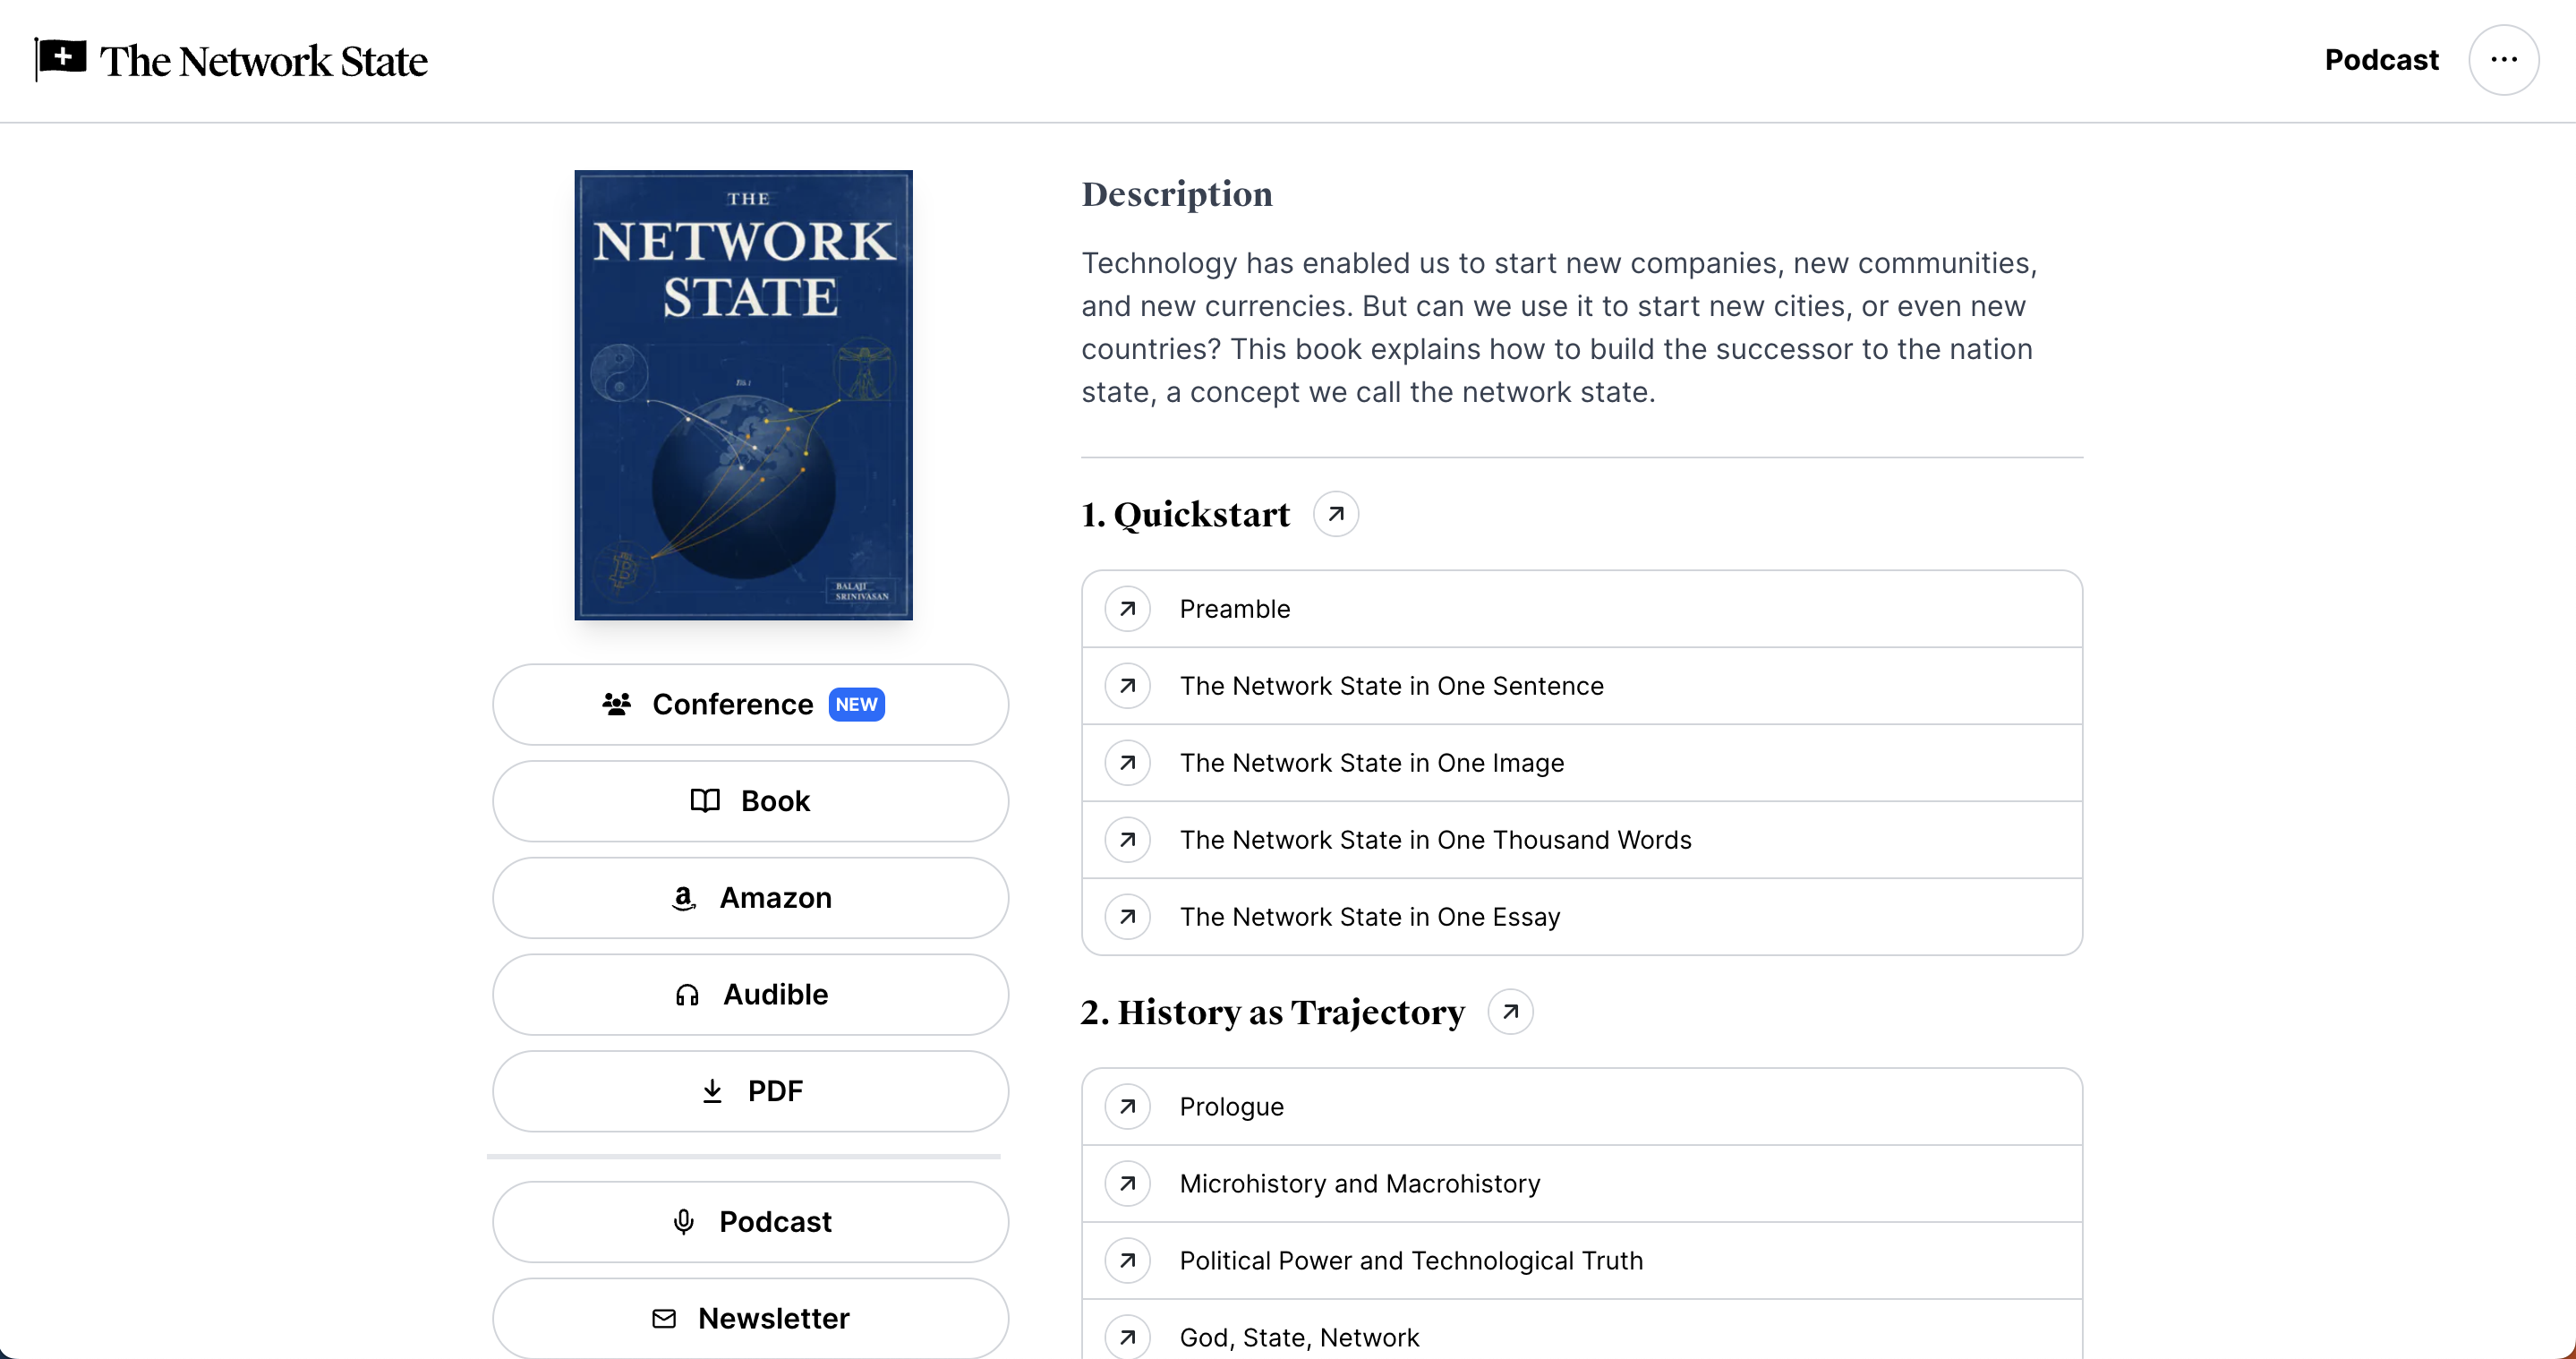 The Network State
Podcast
THE
NETWORK
STATE
BALAJI
SRINIVASAN
Conference NEW
Book
Amazon
Audible
PDF
Podcast
Newsletter
Description
Technology has enabled us to start new companies, new communities,
and new currencies. But can we use it to start new cities, or even new
countries? This book explains how to build the successor to the nation
state, a concept we call the network state.
1. Quickstart
Preamble
The Network State in One Sentence
The Network State in One Image
The Network State in One Thousand Words
The Network State in One Essay
2. History as Trajectory
Prologue
Microhistory and Macrohistory
Political Power and Technological Truth
God, State, Network